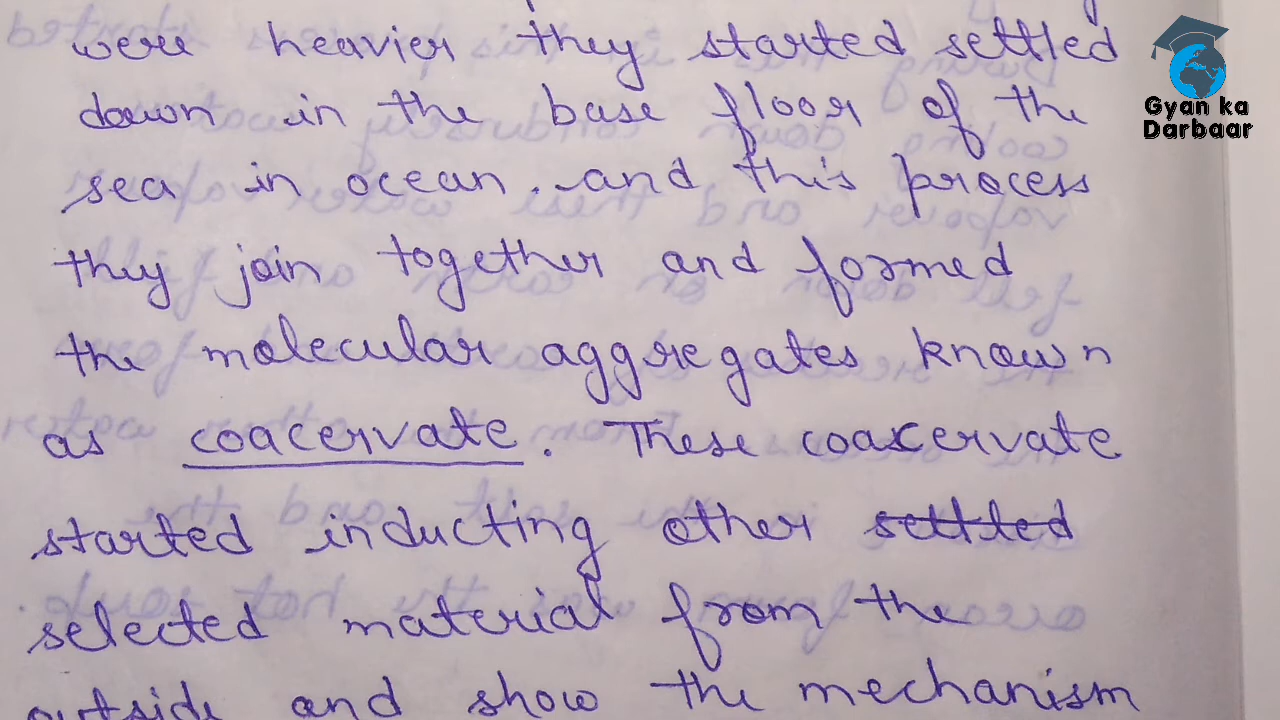 were heavier they started settled
down in the base floor of the
sea in ocean. and this process
they join together and formed
the molecular aggregates known
as coacervate. These coacervate
started inducting other settled
selected material from the
outside and show the mechanism
Gyan ka
Darbaar